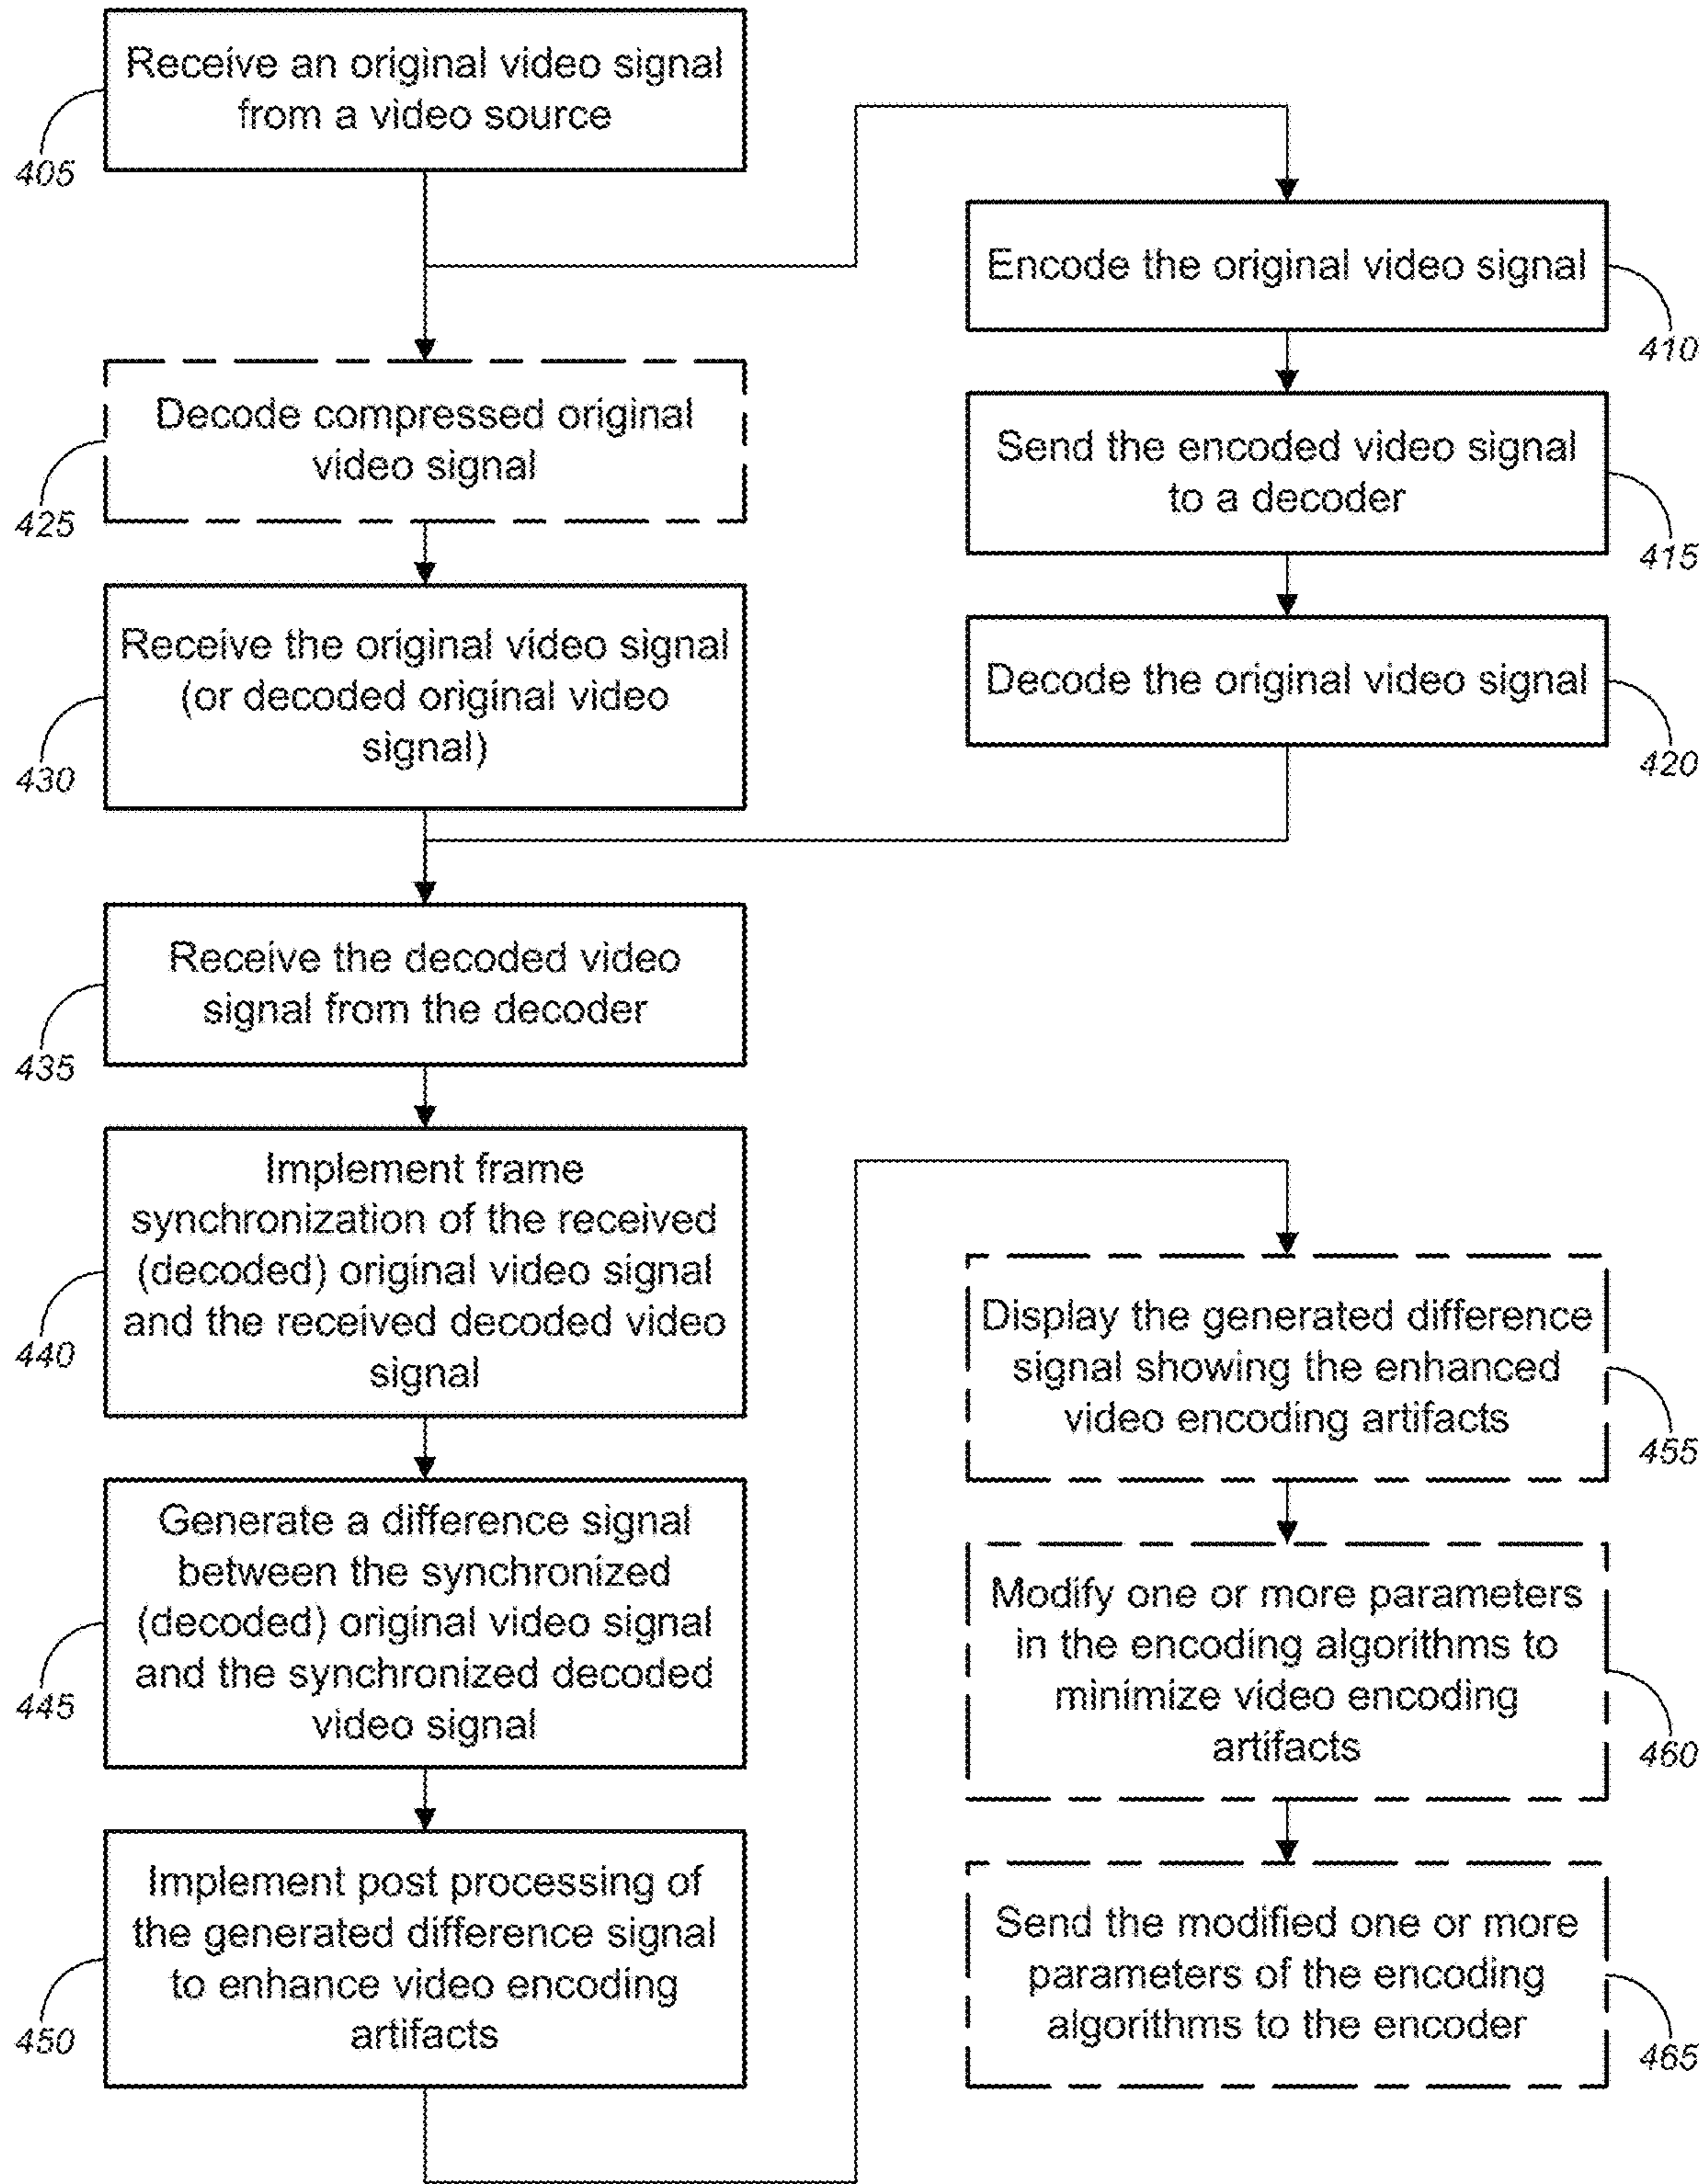 Receive an original video signal
from a video source
405
Encode the original video signal
410
Decode compressed original
video signal
425
Send the encoded video signal
to a decoder
415
Receive the original video signal
(or decoded original video
signal)
430
Decode the original video signal
420
Receive the decoded video
signal from the decoder
435
Implement frame
synchronization of the received
(decoded) original video signal
and the received decoded video
signal
440
Generate a difference signal
between the synchronized
(decoded) original video signal
and the synchronized decoded
video signal
445
Implement post processing of
the generated difference signal
to enhance video encoding
artifacts
450
Display the generated difference
signal showing the enhanced
video encoding artifacts
455
Modify one or more parameters
in the encoding algorithms to
minimize video encoding
artifacts
460
Send the modified one or more
parameters of the encoding
algorithms to the encoder
465